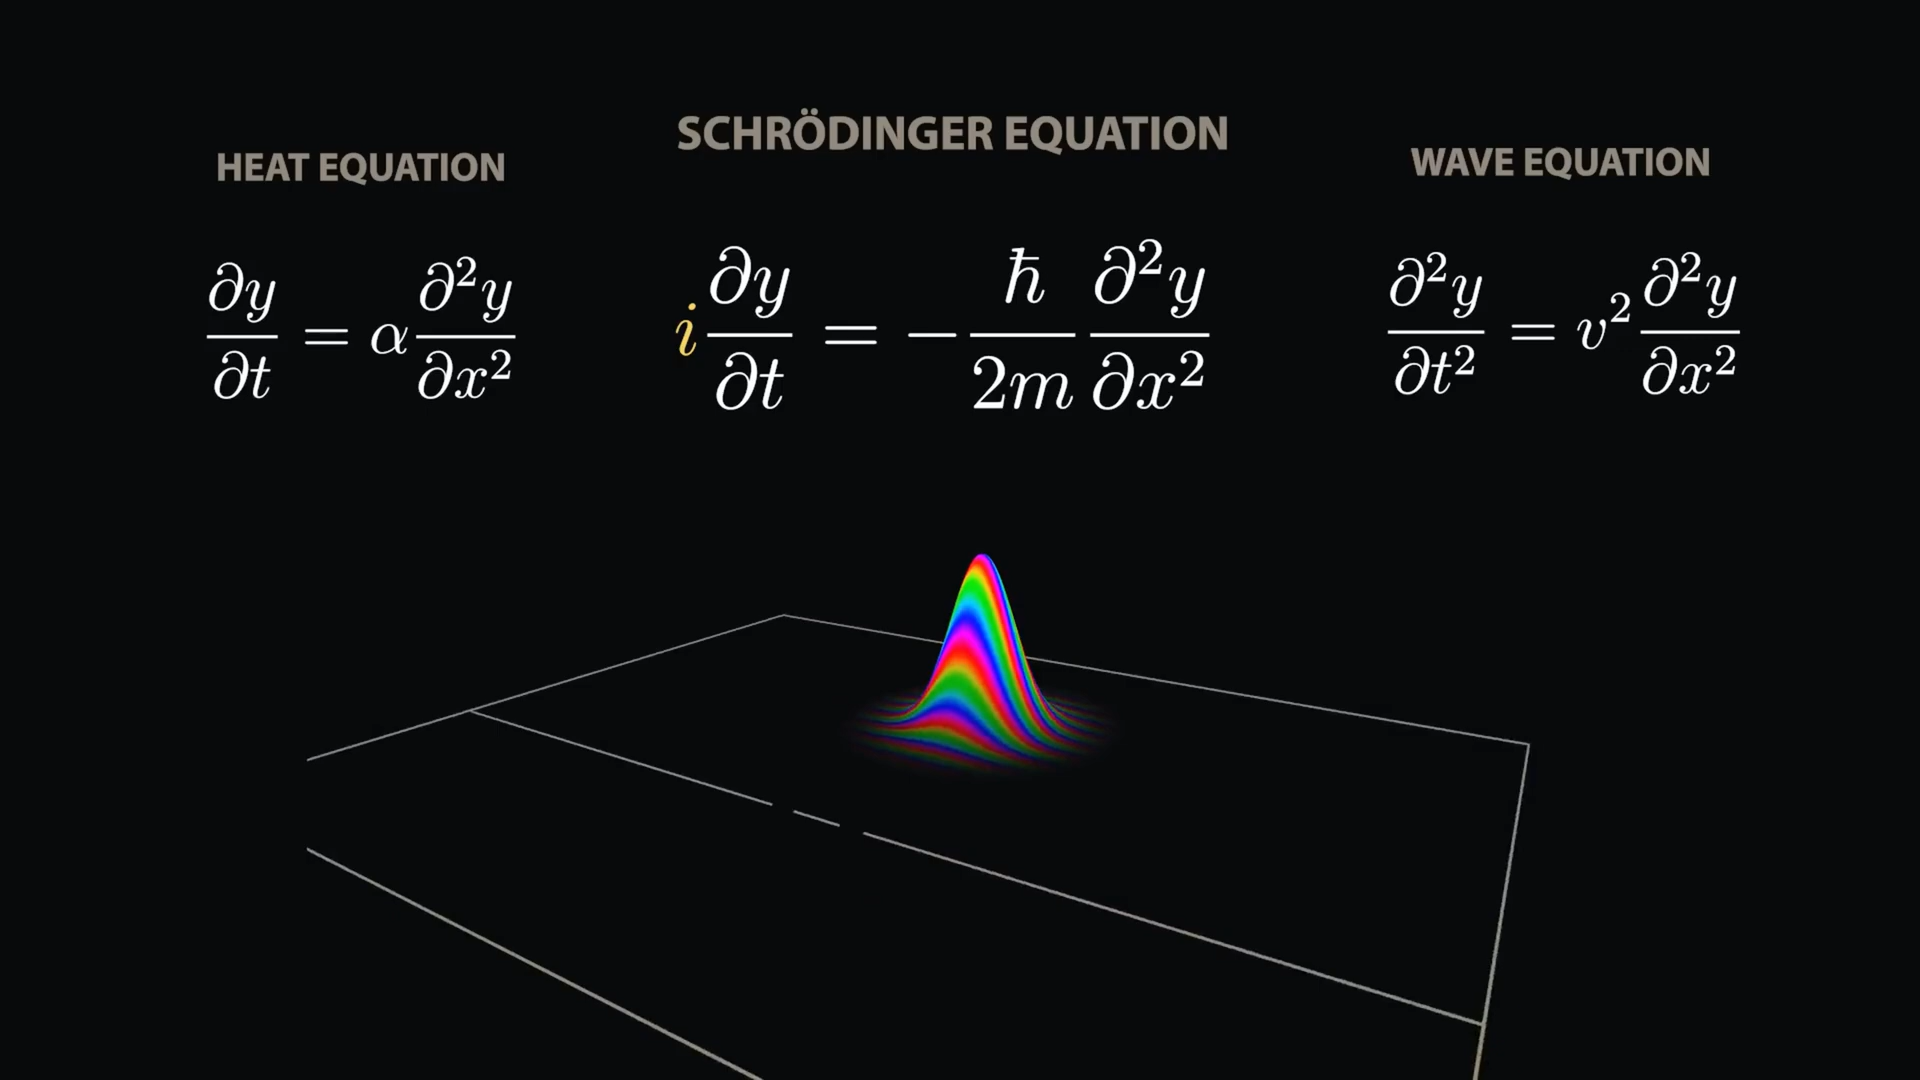 HEAT EQUATION
∂y/∂t = α ∂²y/∂x²
SCHRÖDINGER EQUATION
i ∂y/∂t = − ℏ/2m ∂²y/∂x²
WAVE EQUATION
∂²y/∂t² = v² ∂²y/∂x²